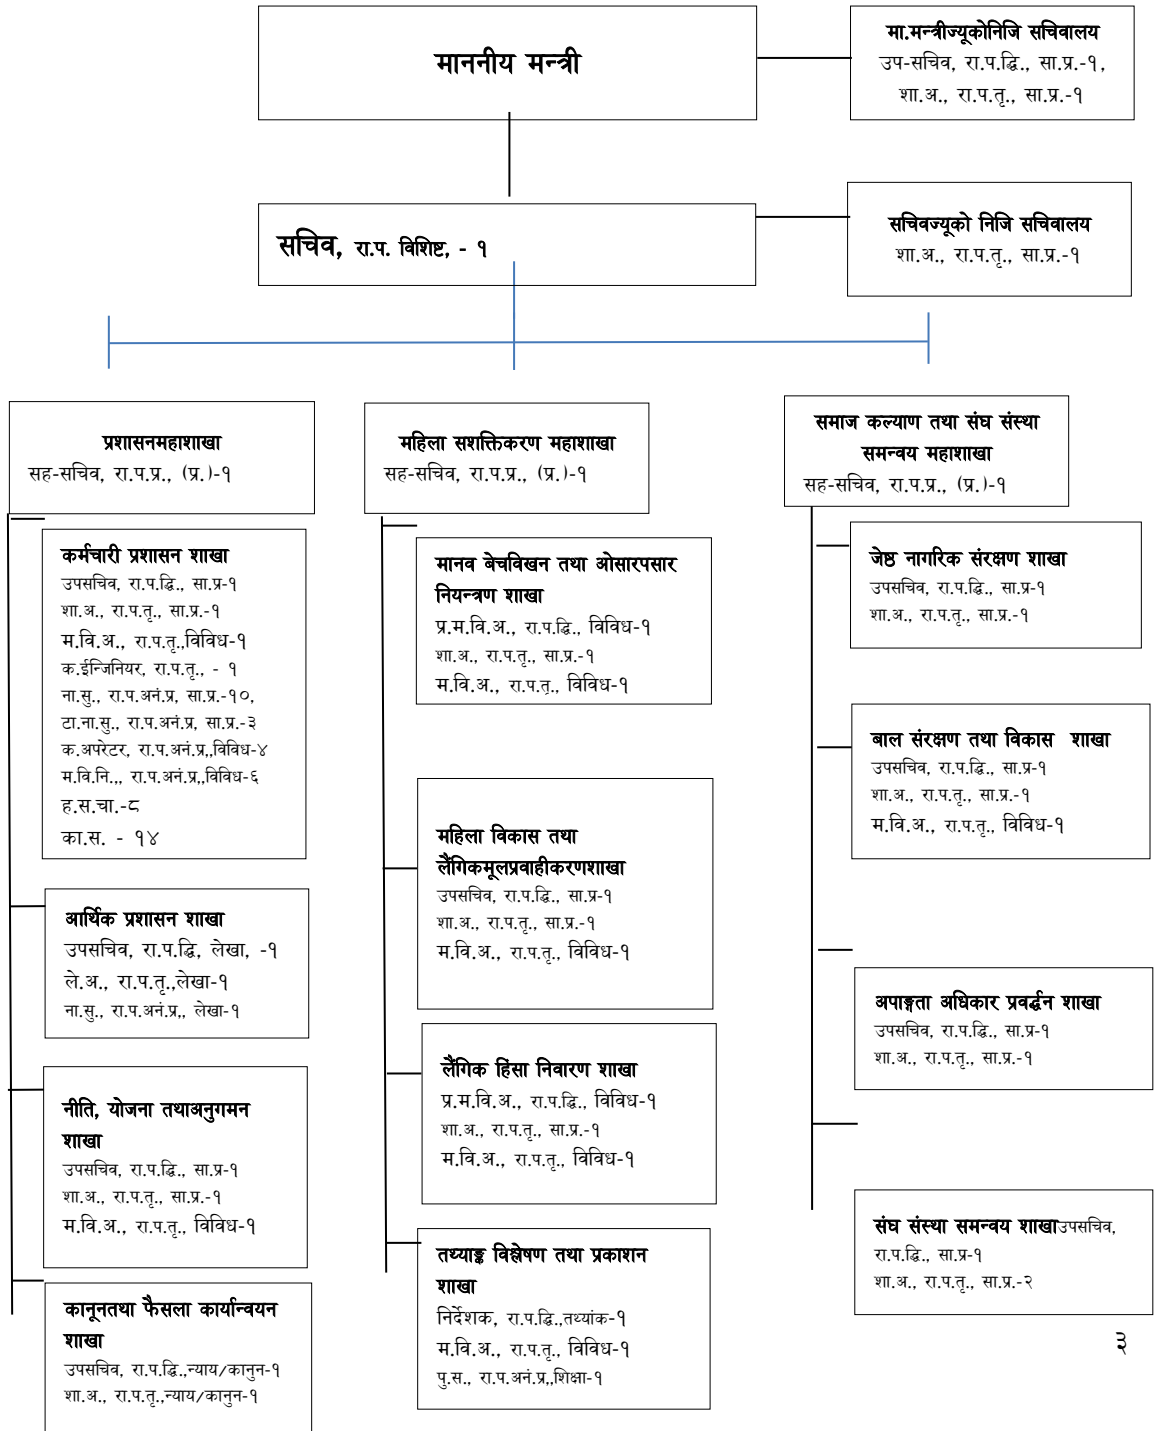 माननीय मन्त्री
मा.मन्त्रीज्यूकोनिजि सचिवालय
उप-सचिव, रा.प.द्वि., सा.प्र.-१,
शा.अ., रा.प.तृ., सा.प्र.-१
सचिव, रा.प. विशिष्ट, - १
सचिवज्यूको निजि सचिवालय
शा.अ., रा.प.तृ., सा.प्र.-१
प्रशासनमहाशाखा
सह-सचिव, रा.प.प्र., (प्र.)-१
कर्मचारी प्रशासन शाखा
उपसचिव, रा.प.द्वि., सा.प्र-१
शा.अ., रा.प.तृ., सा.प्र.-१
म.वि.अ., रा.प.तृ.,विविध-१
क.ईन्जिनियर, रा.प.तृ., - १
ना.सु., रा.प.अनं.प्र, सा.प्र.-१०,
टा.ना.सु., रा.प.अनं.प्र, सा.प्र.-३
क.अपरेटर, रा.प.अनं.प्र,,विविध-४
म.वि.नि.,, रा.प.अनं.प्र,,विविध-६
ह.स.चा.-८
का.स. - १४
आर्थिक प्रशासन शाखा
उपसचिव, रा.प.द्वि, लेखा, -१
ले.अ., रा.प.तृ.,लेखा-१
ना.सु., रा.प.अनं.प्र,, लेखा-१
नीति, योजना तथाअनुगमन
शाखा
उपसचिव, रा.प.द्वि., सा.प्र-१
शा.अ., रा.प.तृ., सा.प्र.-१
म.वि.अ., रा.प.तृ., विविध-१
कानूनतथा फैसला कार्यान्वयन
शाखा
उपसचिव, रा.प.द्वि.,न्याय/कानुन-१
शा.अ., रा.प.तृ.,न्याय/कानुन-१
महिला सशक्तिकरण महाशाखा
सह-सचिव, रा.प.प्र., (प्र.)-१
मानव बेचविखन तथा ओसारपसार
नियन्त्रण शाखा
प्र.म.वि.अ., रा.प.द्वि., विविध-१
शा.अ., रा.प.तृ., सा.प्र.-१
म.वि.अ., रा.प.तृ., विविध-१
महिला विकास तथा
लैंगिकमूलप्रवाहीकरणशाखा
उपसचिव, रा.प.द्वि., सा.प्र-१
शा.अ., रा.प.तृ., सा.प्र.-१
म.वि.अ., रा.प.तृ., विविध-१
लैंगिक हिंसा निवारण शाखा
प्र.म.वि.अ., रा.प.द्वि., विविध-१
शा.अ., रा.प.तृ., सा.प्र.-१
म.वि.अ., रा.प.तृ., विविध-१
तथ्याङ्क विश्लेषण तथा प्रकाशन
शाखा
निर्देशक, रा.प.द्वि.,तथ्यांक-१
म.वि.अ., रा.प.तृ., विविध-१
पु.स., रा.प.अनं.प्र,,शिक्षा-१
समाज कल्याण तथा संघ संस्था
समन्वय महाशाखा
सह-सचिव, रा.प.प्र., (प्र.)-१
जेष्ठ नागरिक संरक्षण शाखा
उपसचिव, रा.प.द्वि., सा.प्र-१
शा.अ., रा.प.तृ., सा.प्र.-१
बाल संरक्षण तथा विकास शाखा
उपसचिव, रा.प.द्वि., सा.प्र-१
शा.अ., रा.प.तृ., सा.प्र.-१
म.वि.अ., रा.प.तृ., विविध-१
अपाङ्गता अधिकार प्रवर्द्धन शाखा
उपसचिव, रा.प.द्वि., सा.प्र-१
शा.अ., रा.प.तृ., सा.प्र.-१
संघ संस्था समन्वय शाखाउपसचिव,
रा.प.द्वि., सा.प्र-१
शा.अ., रा.प.तृ., सा.प्र.-२
३